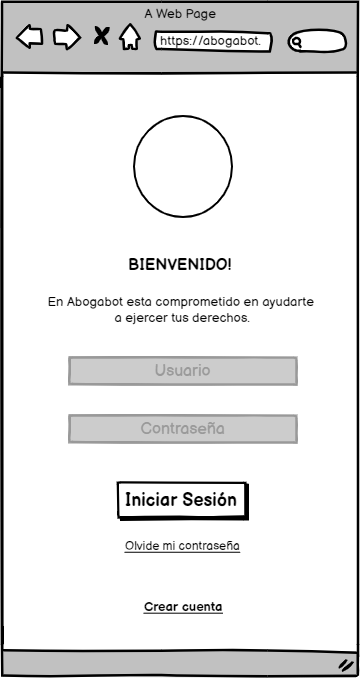 A Web Page
https://abogabot.
BIENVENIDO!
En Abogabot esta comprometido en ayudarte
a ejercer tus derechos.
Usuario
Contraseña
Iniciar Sesión
Olvide mi contraseña
Crear cuenta